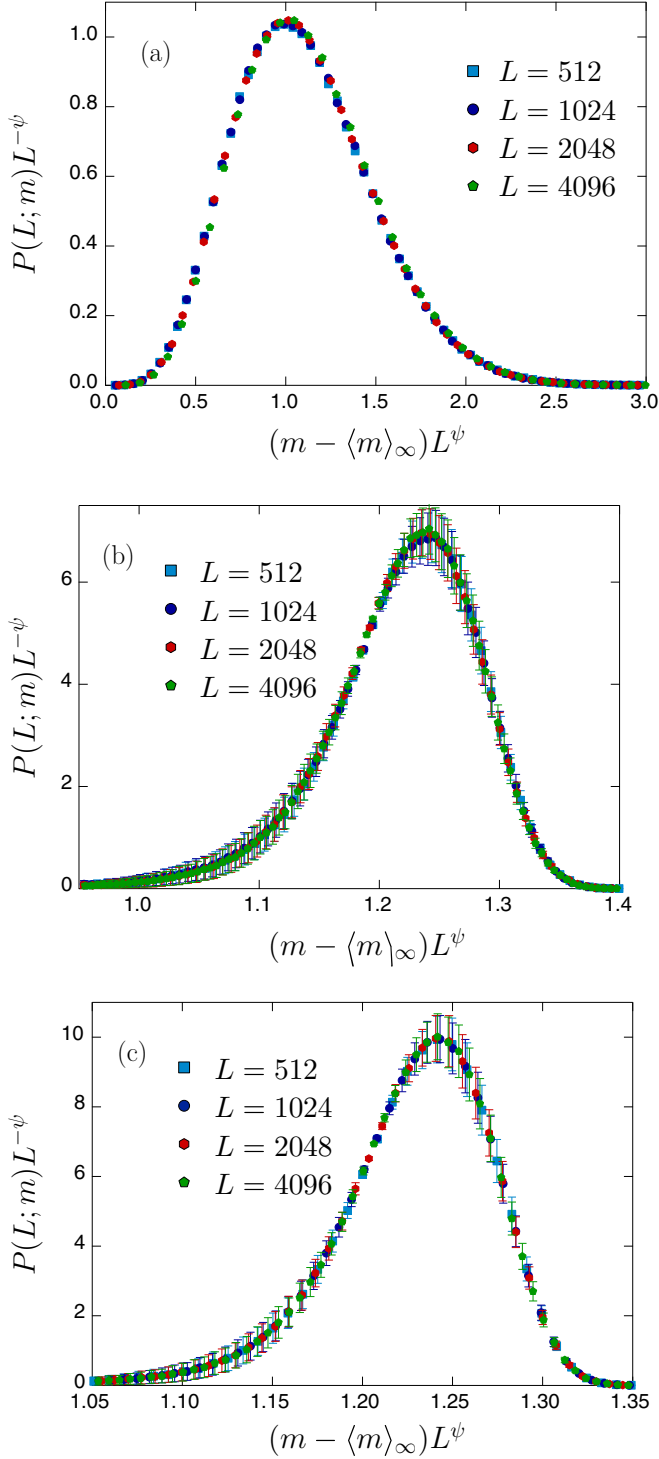 (a)
L = 512
L = 1024
L = 2048
L = 4096
P(L; m)L^{-ψ}
1.0
0.8
0.6
0.4
0.2
0.0
0.0 0.5 1.0 1.5 2.0 2.5 3.0
(m − ⟨m⟩∞)L^ψ
(b)
L = 512
L = 1024
L = 2048
L = 4096
P(L; m)L^{-ψ}
6
4
2
0
1.0 1.1 1.2 1.3 1.4
(m − ⟨m⟩∞)L^ψ
(c)
L = 512
L = 1024
L = 2048
L = 4096
P(L; m)L^{-ψ}
10
8
6
4
2
0
1.05 1.10 1.15 1.20 1.25 1.30 1.35
(m − ⟨m⟩∞)L^ψ